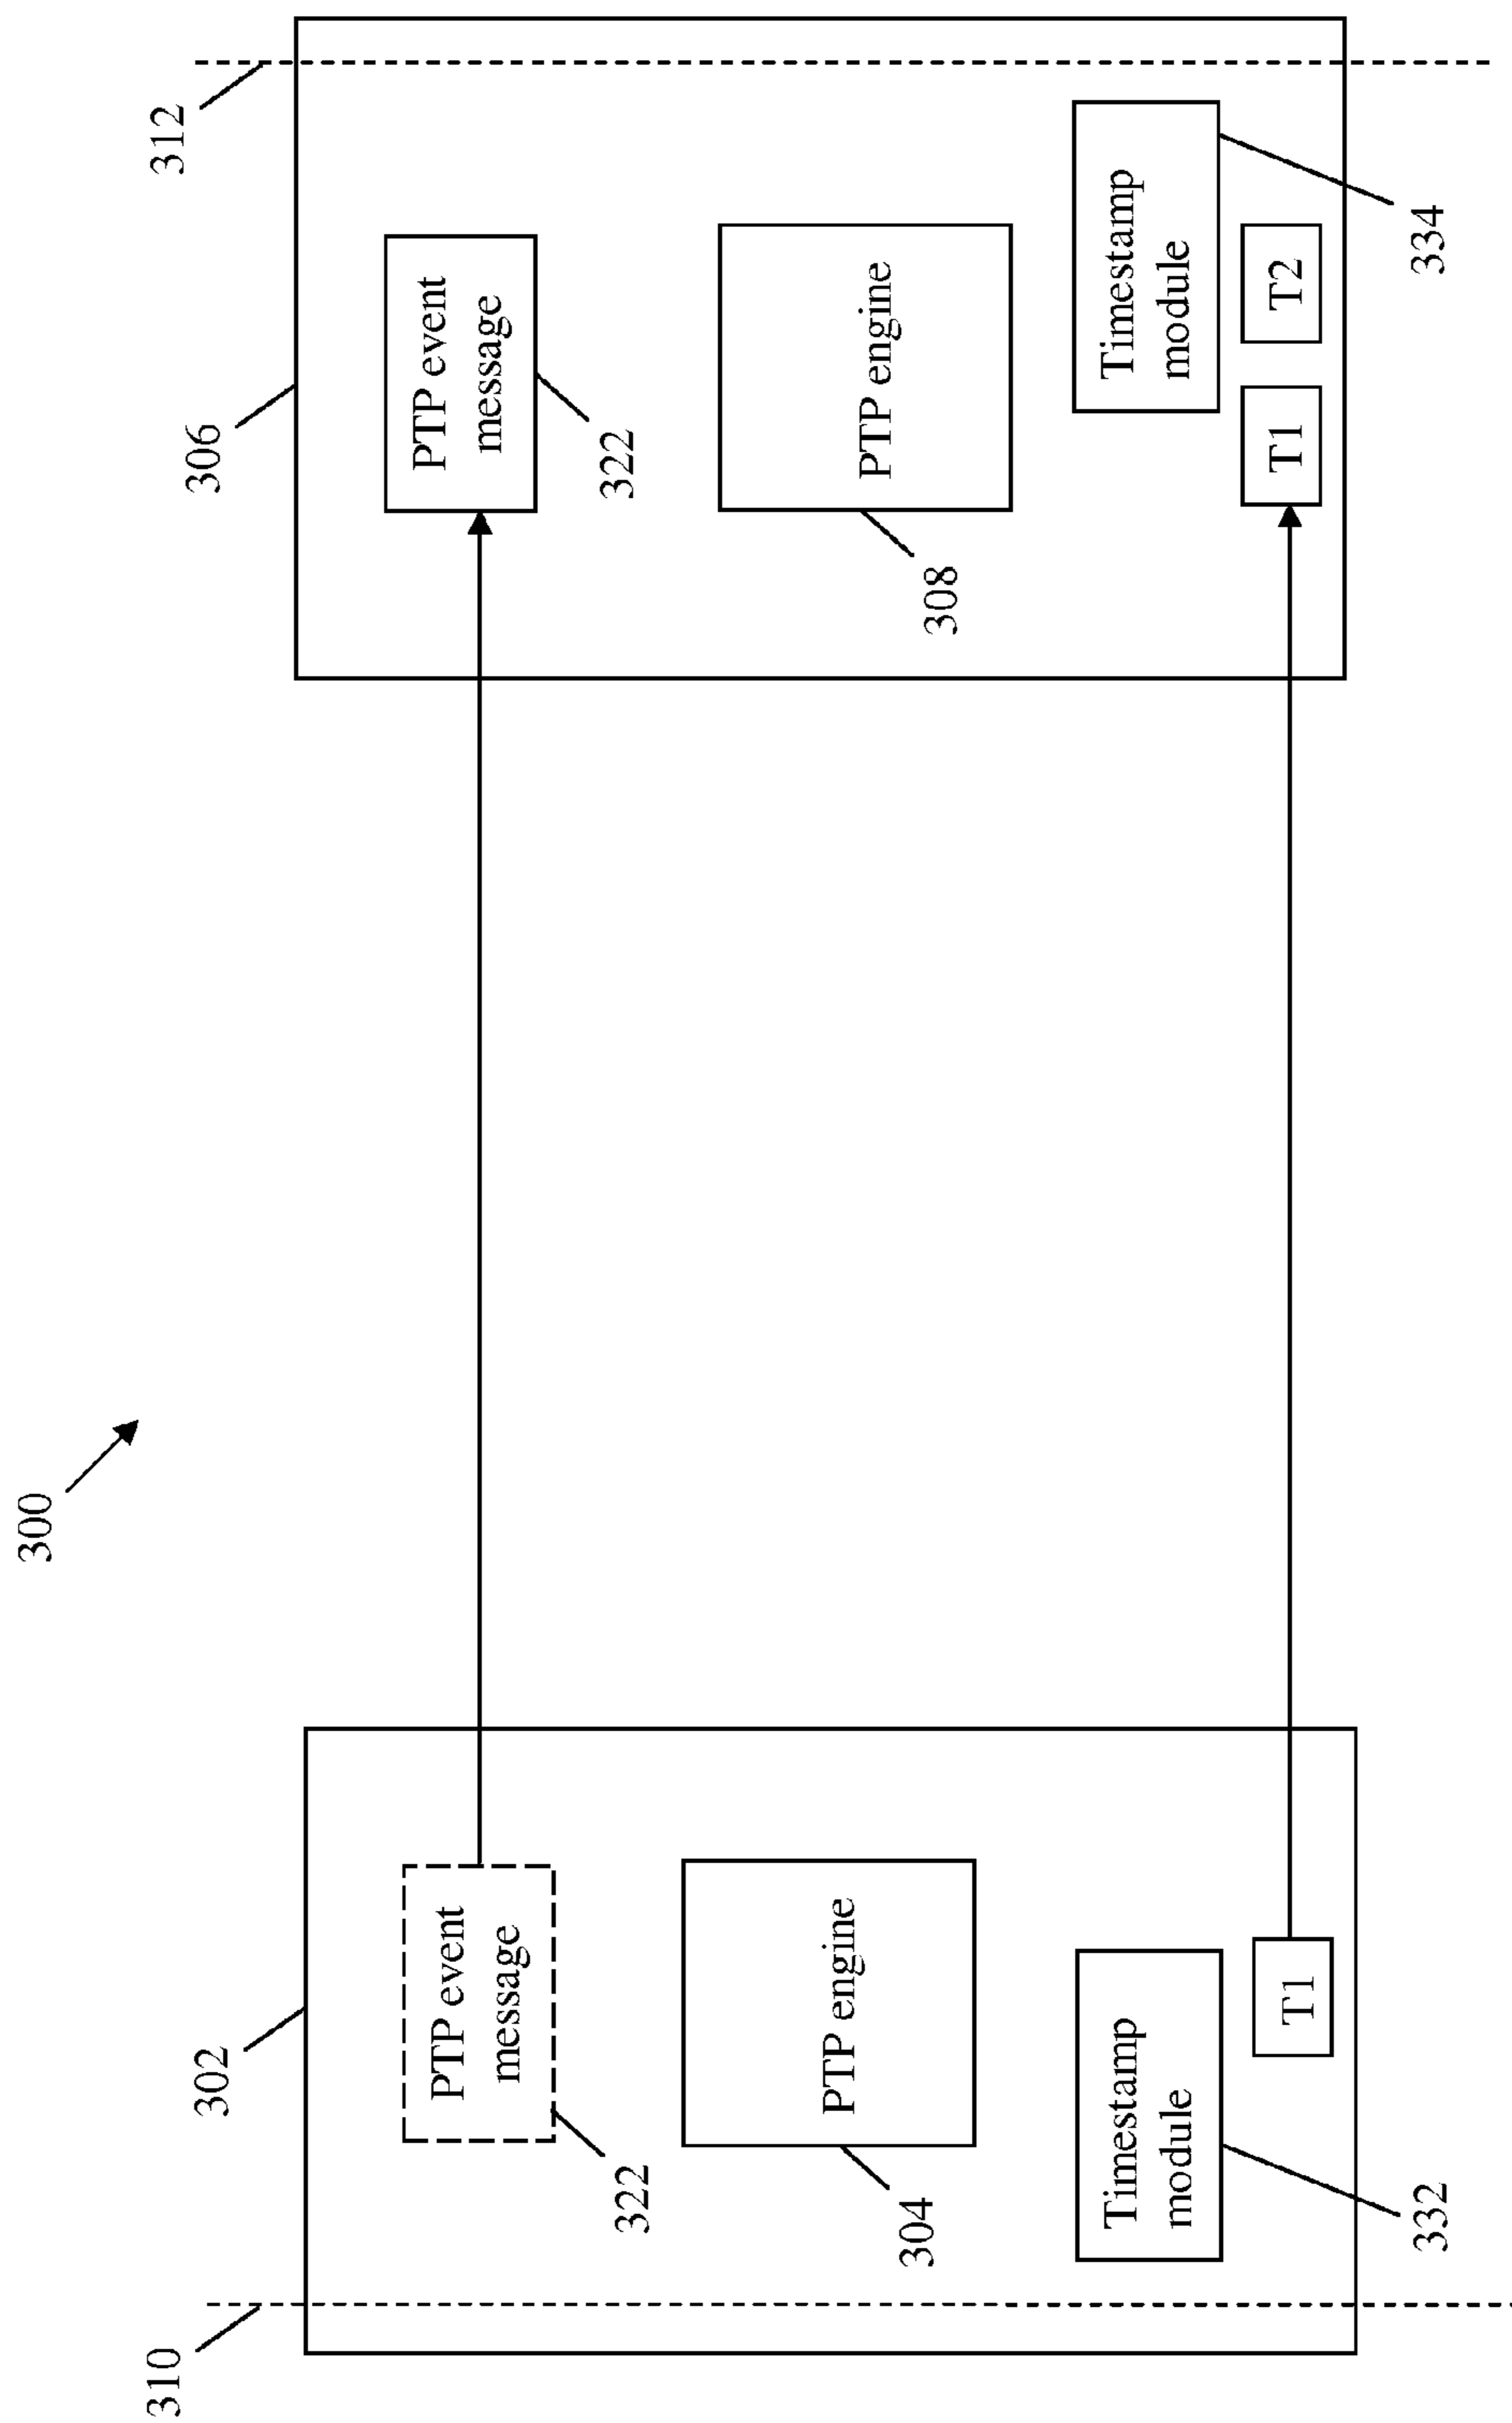 300
310
302
306
312
PTP event
message
322
PTP event
message
322
PTP engine
304
PTP engine
308
Timestamp
module
332
T1
Timestamp
module
334
T1
T2